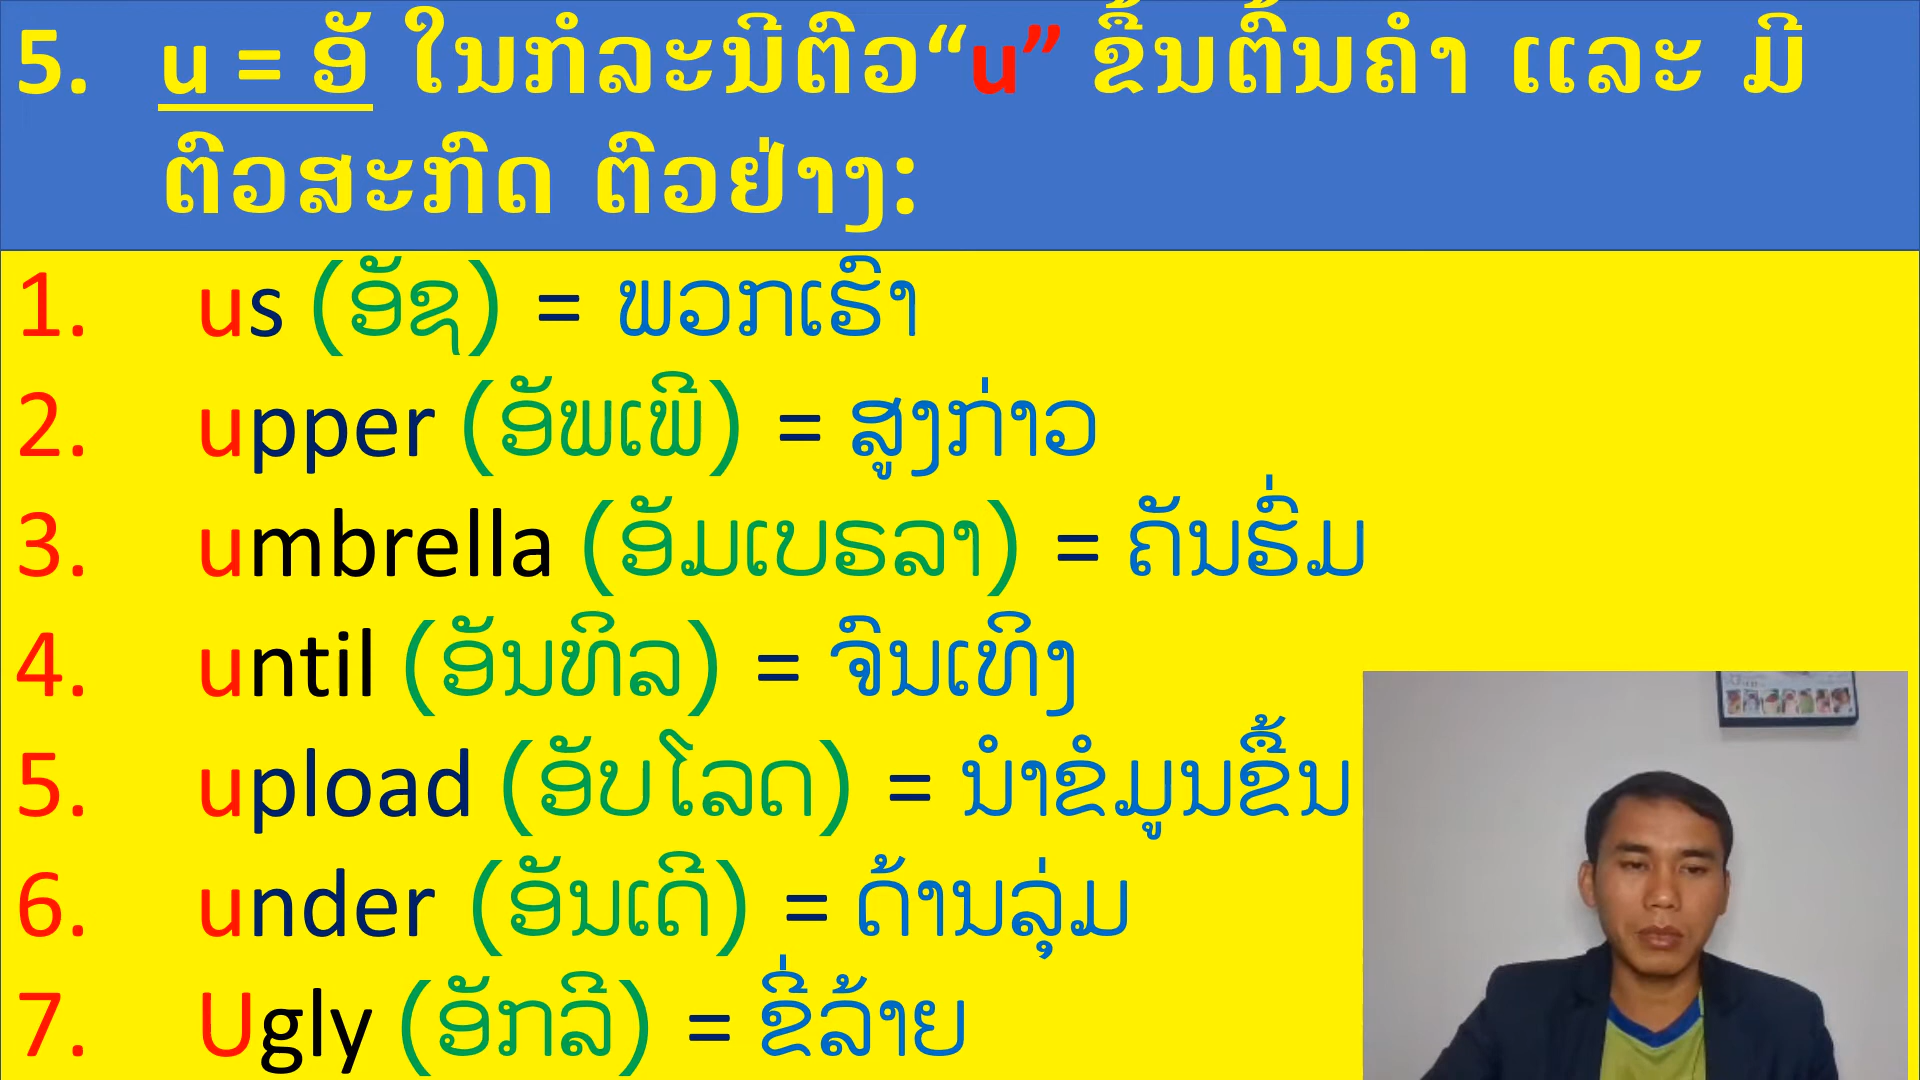 5. u = ອັ ໃນກໍລະນີຕົວ“u” ຂຶ້ນຕົ້ນຄຳ ແລະ ມີ
ຕົວສະກົດ ຕົວຢ່າງ:
1. us (ອັຊ) = ພວກເຮົາ
2. upper (ອັພເພີ) = ສູງກ່າວ
3. umbrella (ອັມເບຣລາ) = ຄັນຮົ່ມ
4. until (ອັນທິລ) = ຈົນເທິງ
5. upload (ອັບໂລດ) = ນຳຂໍມູນຂຶ້ນ
6. under (ອັນເດີ) = ດ້ານລຸ່ມ
7. Ugly (ອັກລີ) = ຂີ່ລ້າຍ